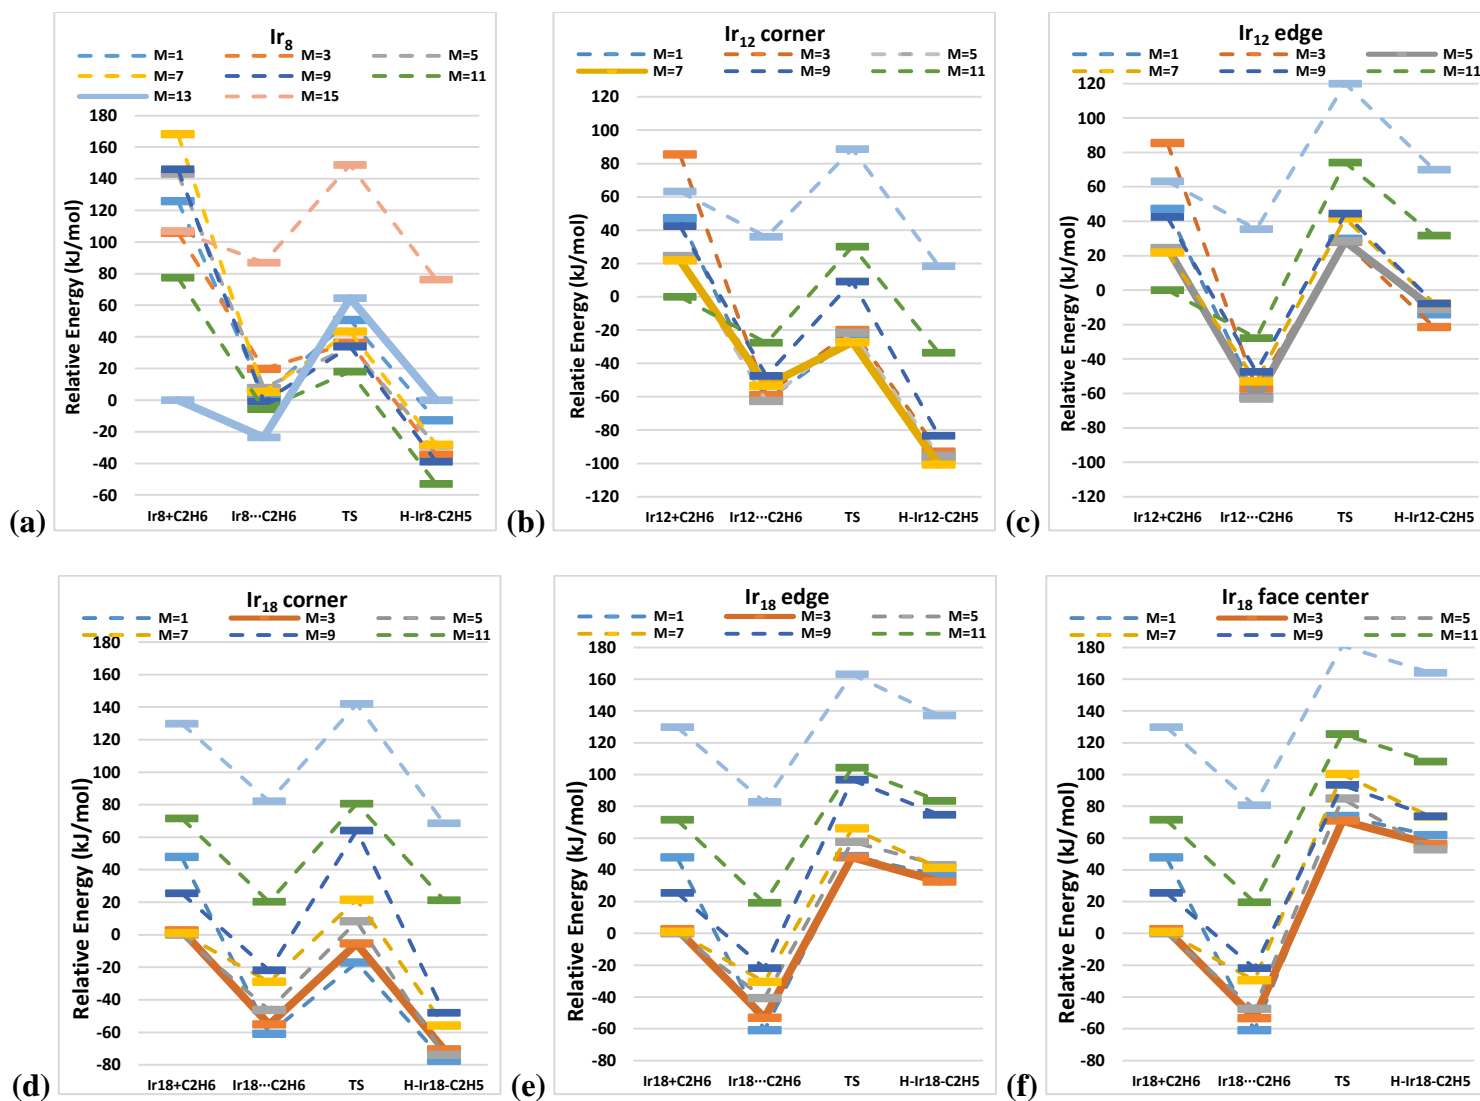 Ir8
M=1 M=3 M=5
M=7 M=9 M=11
M=13 M=15
Relative Energy (kJ/mol)
180
160
140
120
100
80
60
40
20
0
-20
-40
-60
Ir8+C2H6 Ir8···C2H6 TS H-Ir8-C2H5
(a)
Ir12 corner
M=1 M=3 M=5
M=7 M=9 M=11
Relatie Energy (kJ/mol)
120
100
80
60
40
20
0
-20
-40
-60
-80
-100
-120
Ir12+C2H6 Ir12···C2H6 TS H-Ir12-C2H5
(b)
Ir12 edge
M=1 M=3 M=5
M=7 M=9 M=11
Relative Energy (kJ/mol)
120
100
80
60
40
20
0
-20
-40
-60
-80
-100
-120
Ir12+C2H6 Ir12···C2H6 TS H-Ir12-C2H5
(c)
Ir18 corner
M=1 M=3 M=5
M=7 M=9 M=11
Relative Energy (kJ/mol)
180
160
140
120
100
80
60
40
20
0
-20
-40
-60
-80
Ir18+C2H6 Ir18···C2H6 TS H-Ir18-C2H5
(d)
Ir18 edge
M=1 M=3 M=5
M=7 M=9 M=11
Relative Energy (kJ/mol)
180
160
140
120
100
80
60
40
20
0
-20
-40
-60
-80
Ir18+C2H6 Ir18···C2H6 TS H-Ir18-C2H5
(e)
Ir18 face center
M=1 M=3 M=5
M=7 M=9 M=11
Relative Energy (kJ/mol)
180
160
140
120
100
80
60
40
20
0
-20
-40
-60
-80
Ir18+C2H6 Ir18···C2H6 TS H-Ir18-C2H5
(f)